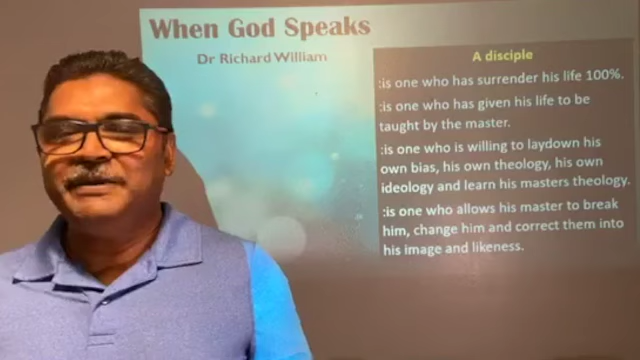 When God Speaks
Dr Richard William
A disciple
:is one who has surrender his life 100%.
:is one who has given his life to be
taught by the master.
:is one who is willing to laydown his
own bias, his own theology, his own
ideology and learn his masters theology.
:is one who allows his master to break
him, change him and correct them into
his image and likeness.